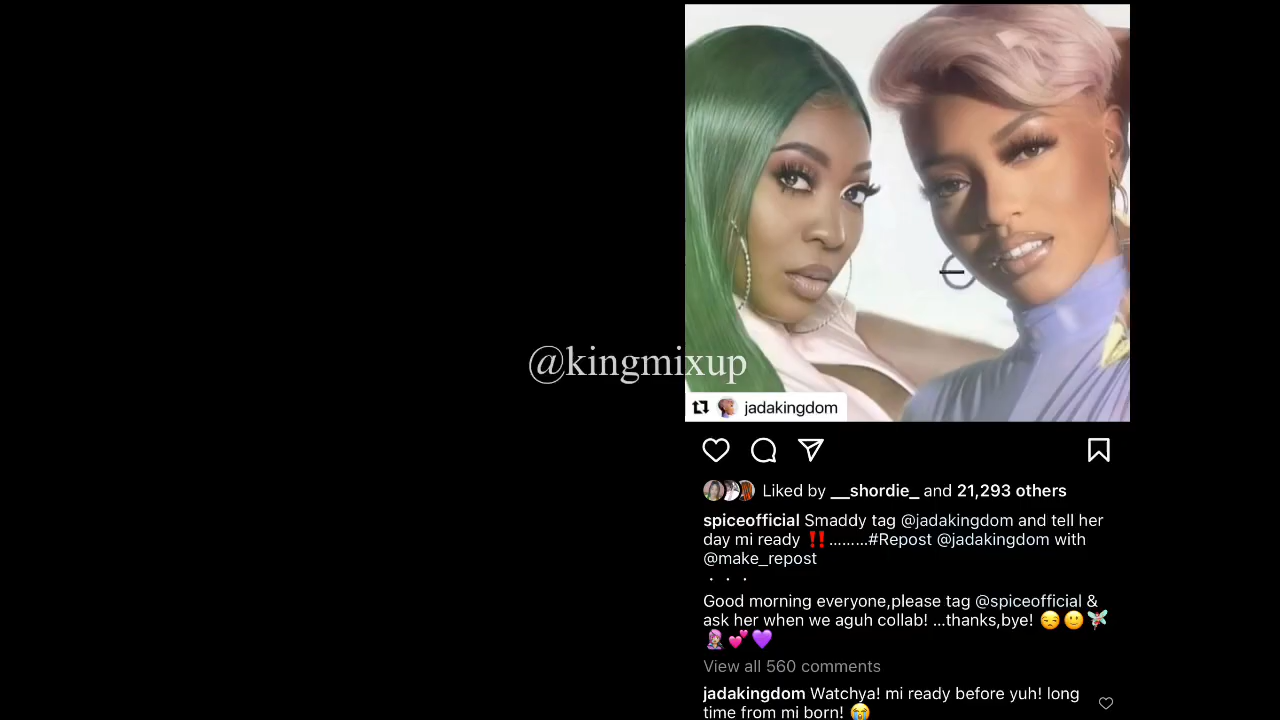 @kingmixup
jadakingdom
Liked by __shordie_ and 21,293 others
spiceofficial Smaddy tag @jadakingdom and tell her
day mi ready ‼️.........#Repost @jadakingdom with
@make_repost
. . .
Good morning everyone,please tag @spiceofficial &
ask her when we aguh collab! ...thanks,bye! 😒🙂🧚🏾‍♀️
👩🏽‍🎤💕💜
View all 560 comments
jadakingdom Watchya! mi ready before yuh! long
time from mi born! 😭